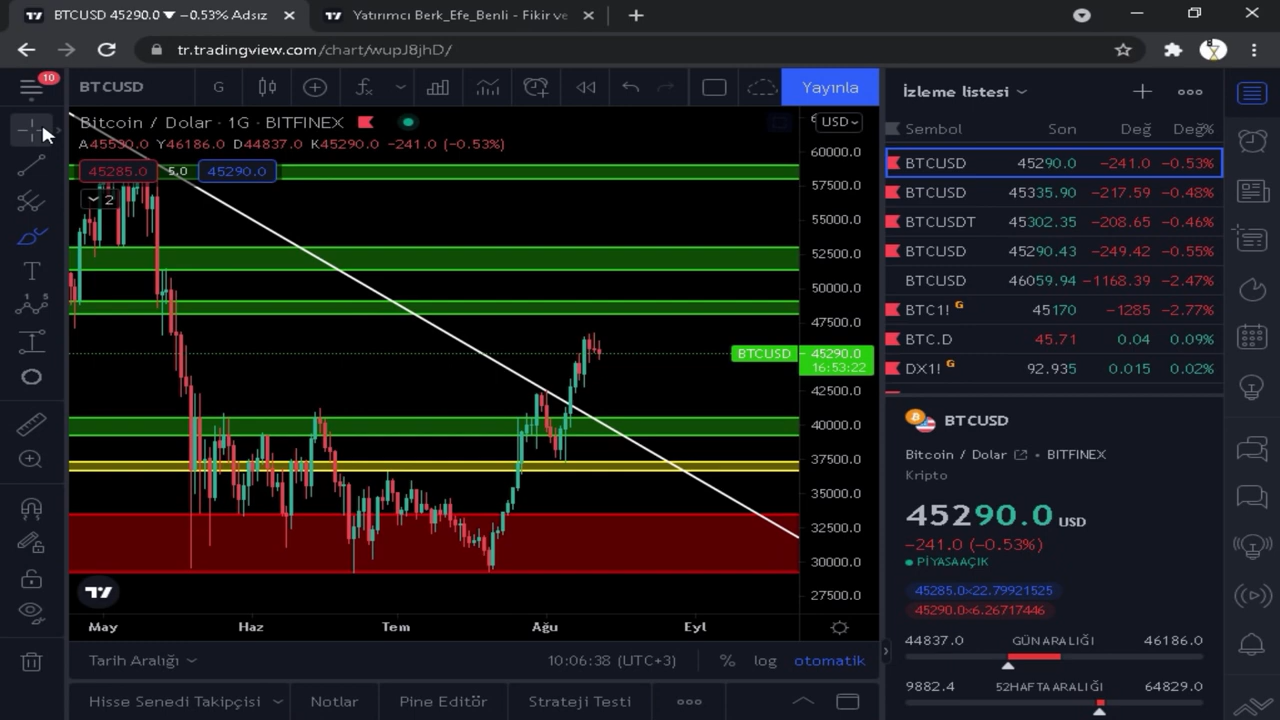 BTCUSD 45290.0 ▼ −0.53% Adsız
Yatırımcı Berk_Efe_Benli - Fikir ve
tr.tradingview.com/chart/wupJ8jhD/
10
BTCUSD
G
Yayınla
Bitcoin / Dolar · 1G · BITFINEX
A45530.0 Y46186.0 D44837.0 K45290.0 −241.0 (−0.53%)
45285.0 5.0 45290.0
2
USD
60000.0
57500.0
55000.0
52500.0
50000.0
47500.0
BTCUSD 45290.0
16:53:22
42500.0
40000.0
37500.0
35000.0
32500.0
30000.0
27500.0
May Haz Tem Ağu Eyl
Tarih Aralığı
10:06:38 (UTC+3)
% log otomatik
Hisse Senedi Takipçisi
Notlar
Pine Editör
Strateji Testi
İzleme listesi
Sembol Son Değ Değ%
BTCUSD 45290.0 −241.0 −0.53%
BTCUSD 45335.90 −217.59 −0.48%
BTCUSDT 45302.35 −208.65 −0.46%
BTCUSD 45290.43 −249.42 −0.55%
BTCUSD 46059.94 −1168.39 −2.47%
BTC1! G 45170 −1285 −2.77%
BTC.D 45.71 0.04 0.09%
DX1! G 92.935 0.015 0.02%
BTCUSD
Bitcoin / Dolar • BITFINEX
Kripto
45290.0 USD
−241.0 (−0.53%)
PİYASA AÇIK
45285.0×22.79921525
45290.0×6.26717446
44837.0 GÜN ARALIĞI 46186.0
9882.4 52 HAFTA ARALIĞI 64829.0